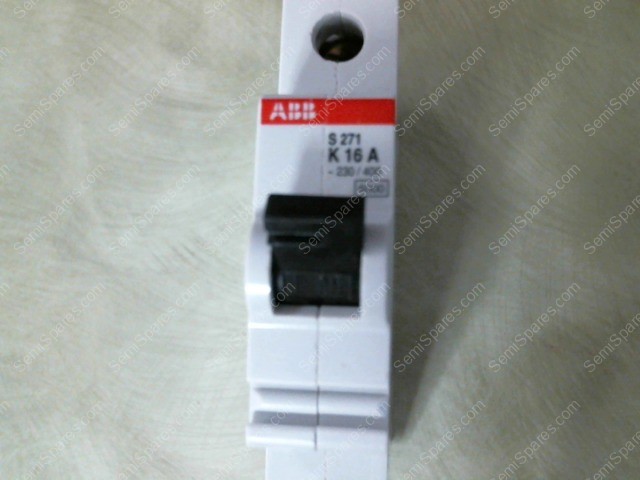 ABB
S 271
K 16 A
~ 230 / 400
SemiSpares.com